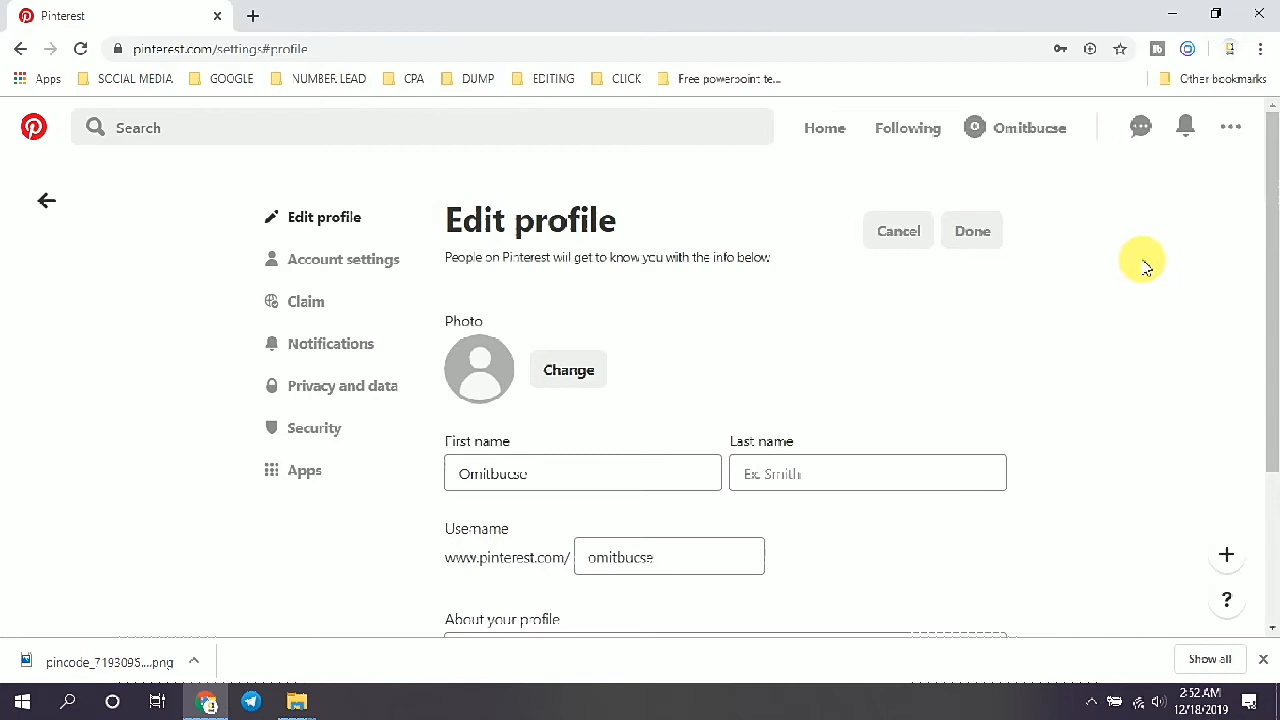 Pinterest
pinterest.com/settings#profile
Apps SOCIAL MEDIA GOOGLE NUMBER LEAD CPA DUMP EDITING CLICK Free powerpoint te... Other bookmarks
Search Home Following O Omitbucse
Edit profile
Account settings
Claim
Notifications
Privacy and data
Security
Apps
Edit profile
Cancel Done
People on Pinterest will get to know you with the info below
Photo
Change
First name Last name
Omitbucse Ex. Smith
Username
www.pinterest.com/ omitbucse
About your profile
+
?
pincode_7193095....png Show all
2:52 AM
12/18/2019